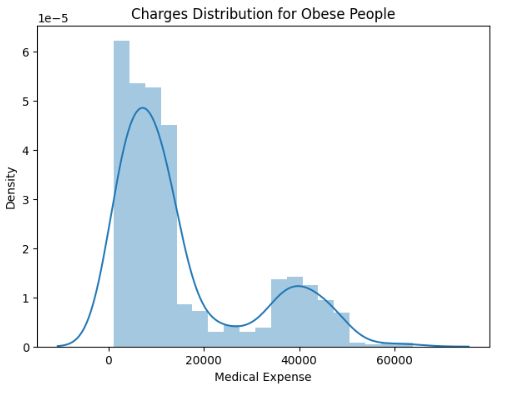 Charges Distribution for Obese People
1e−5
6
5
4
3
2
1
0
Density
0 20000 40000 60000
Medical Expense